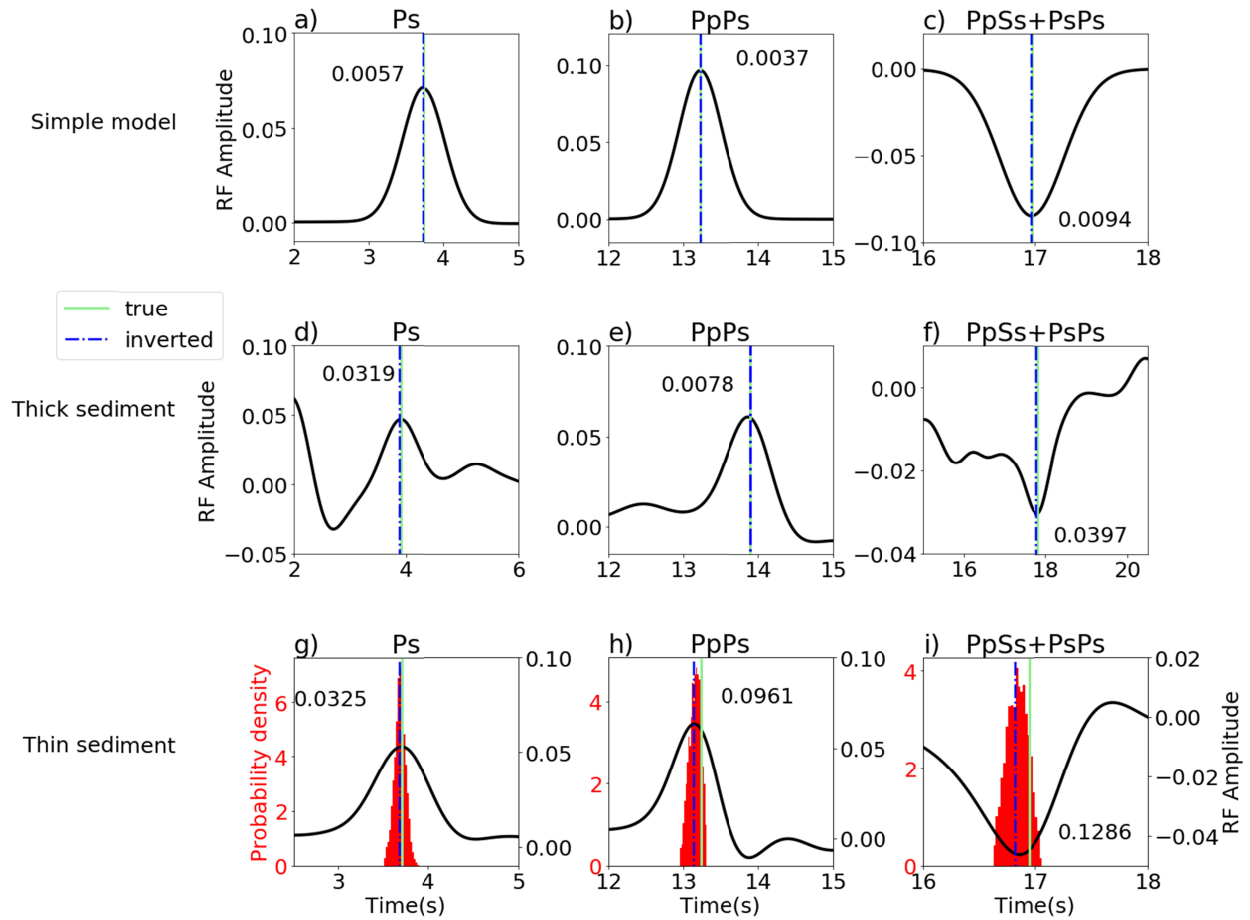 a) Ps
b) PpPs
c) PpSs+PsPs
Simple model
RF Amplitude
0.10
0.05
0.00
0.0057
2 3 4 5
0.10
0.05
0.00
0.0037
12 13 14 15
0.00
−0.05
−0.10
0.0094
16 17 18
true
inverted
d) Ps
e) PpPs
f) PpSs+PsPs
Thick sediment
RF Amplitude
0.10
0.05
0.00
−0.05
0.0319
2 4 6
0.10
0.05
0.00
0.0078
12 13 14 15
0.00
−0.02
−0.04
0.0397
16 18 20
g) Ps
h) PpPs
i) PpSs+PsPs
Thin sediment
Probability density
6
4
2
0
0.0325
0.10
0.05
0.00
3 4 5
Time(s)
4
2
0
0.0961
0.10
0.05
0.00
12 13 14 15
Time(s)
4
2
0
0.1286
0.02
0.00
−0.02
−0.04
RF Amplitude
16 17 18
Time(s)